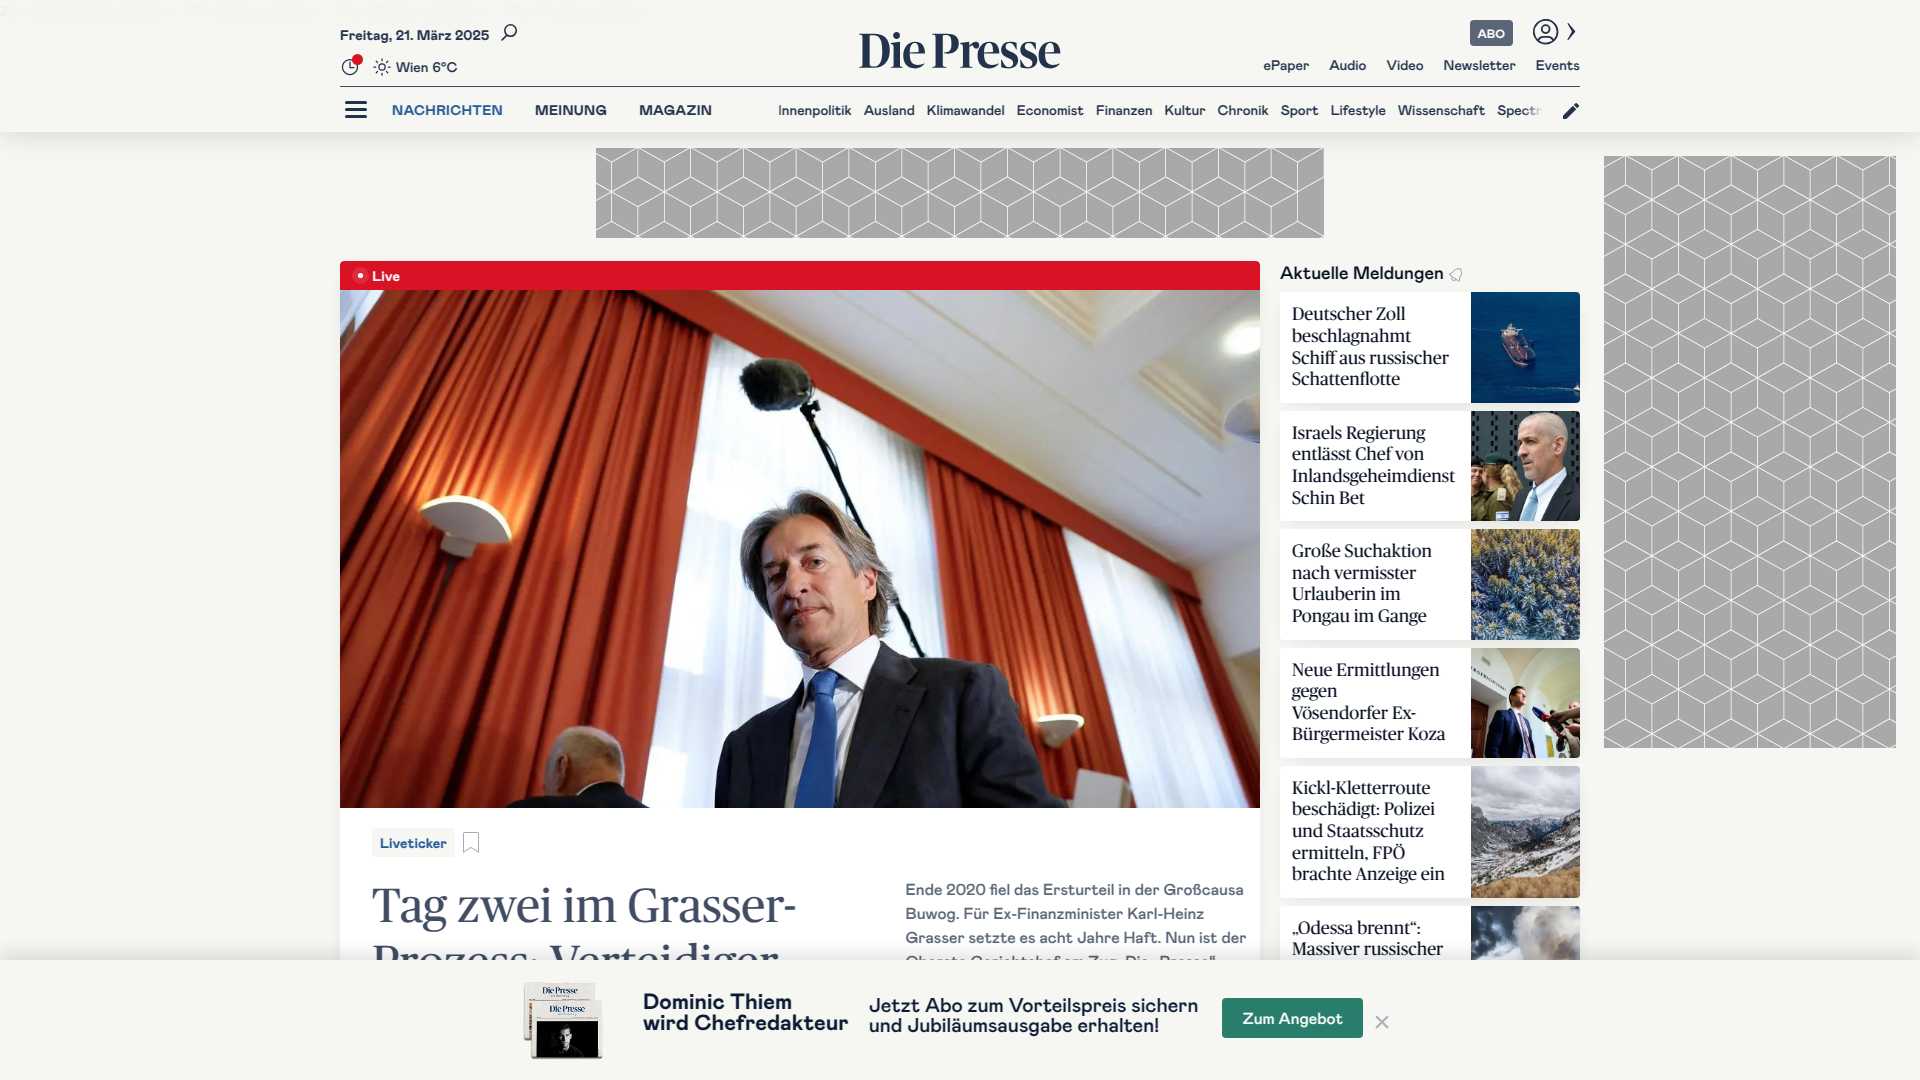 Freitag, 21. März 2025
Wien 6°C
Die Presse
ABO
ePaper Audio Video Newsletter Events
NACHRICHTEN MEINUNG MAGAZIN
Innenpolitik Ausland Klimawandel Economist Finanzen Kultur Chronik Sport Lifestyle Wissenschaft Spectr
Live
Liveticker
Tag zwei im Grasser-
Prozess: Verteidiger
Ende 2020 fiel das Ersturteil in der Großcausa
Buwog. Für Ex-Finanzminister Karl-Heinz
Grasser setzte es acht Jahre Haft. Nun ist der
Oberste Gerichtshof am Zug. Die „Presse“
Aktuelle Meldungen
Deutscher Zoll
beschlagnahmt
Schiff aus russischer
Schattenflotte
Israels Regierung
entlässt Chef von
Inlandsgeheimdienst
Schin Bet
Große Suchaktion
nach vermisster
Urlauberin im
Pongau im Gange
Neue Ermittlungen
gegen
Vösendorfer Ex-
Bürgermeister Koza
Kickl-Kletterroute
beschädigt: Polizei
und Staatsschutz
ermitteln, FPÖ
brachte Anzeige ein
„Odessa brennt“:
Massiver russischer
Die Presse
Die Presse
Dominic Thiem
wird Chefredakteur
Jetzt Abo zum Vorteilspreis sichern
und Jubiläumsausgabe erhalten!
Zum Angebot